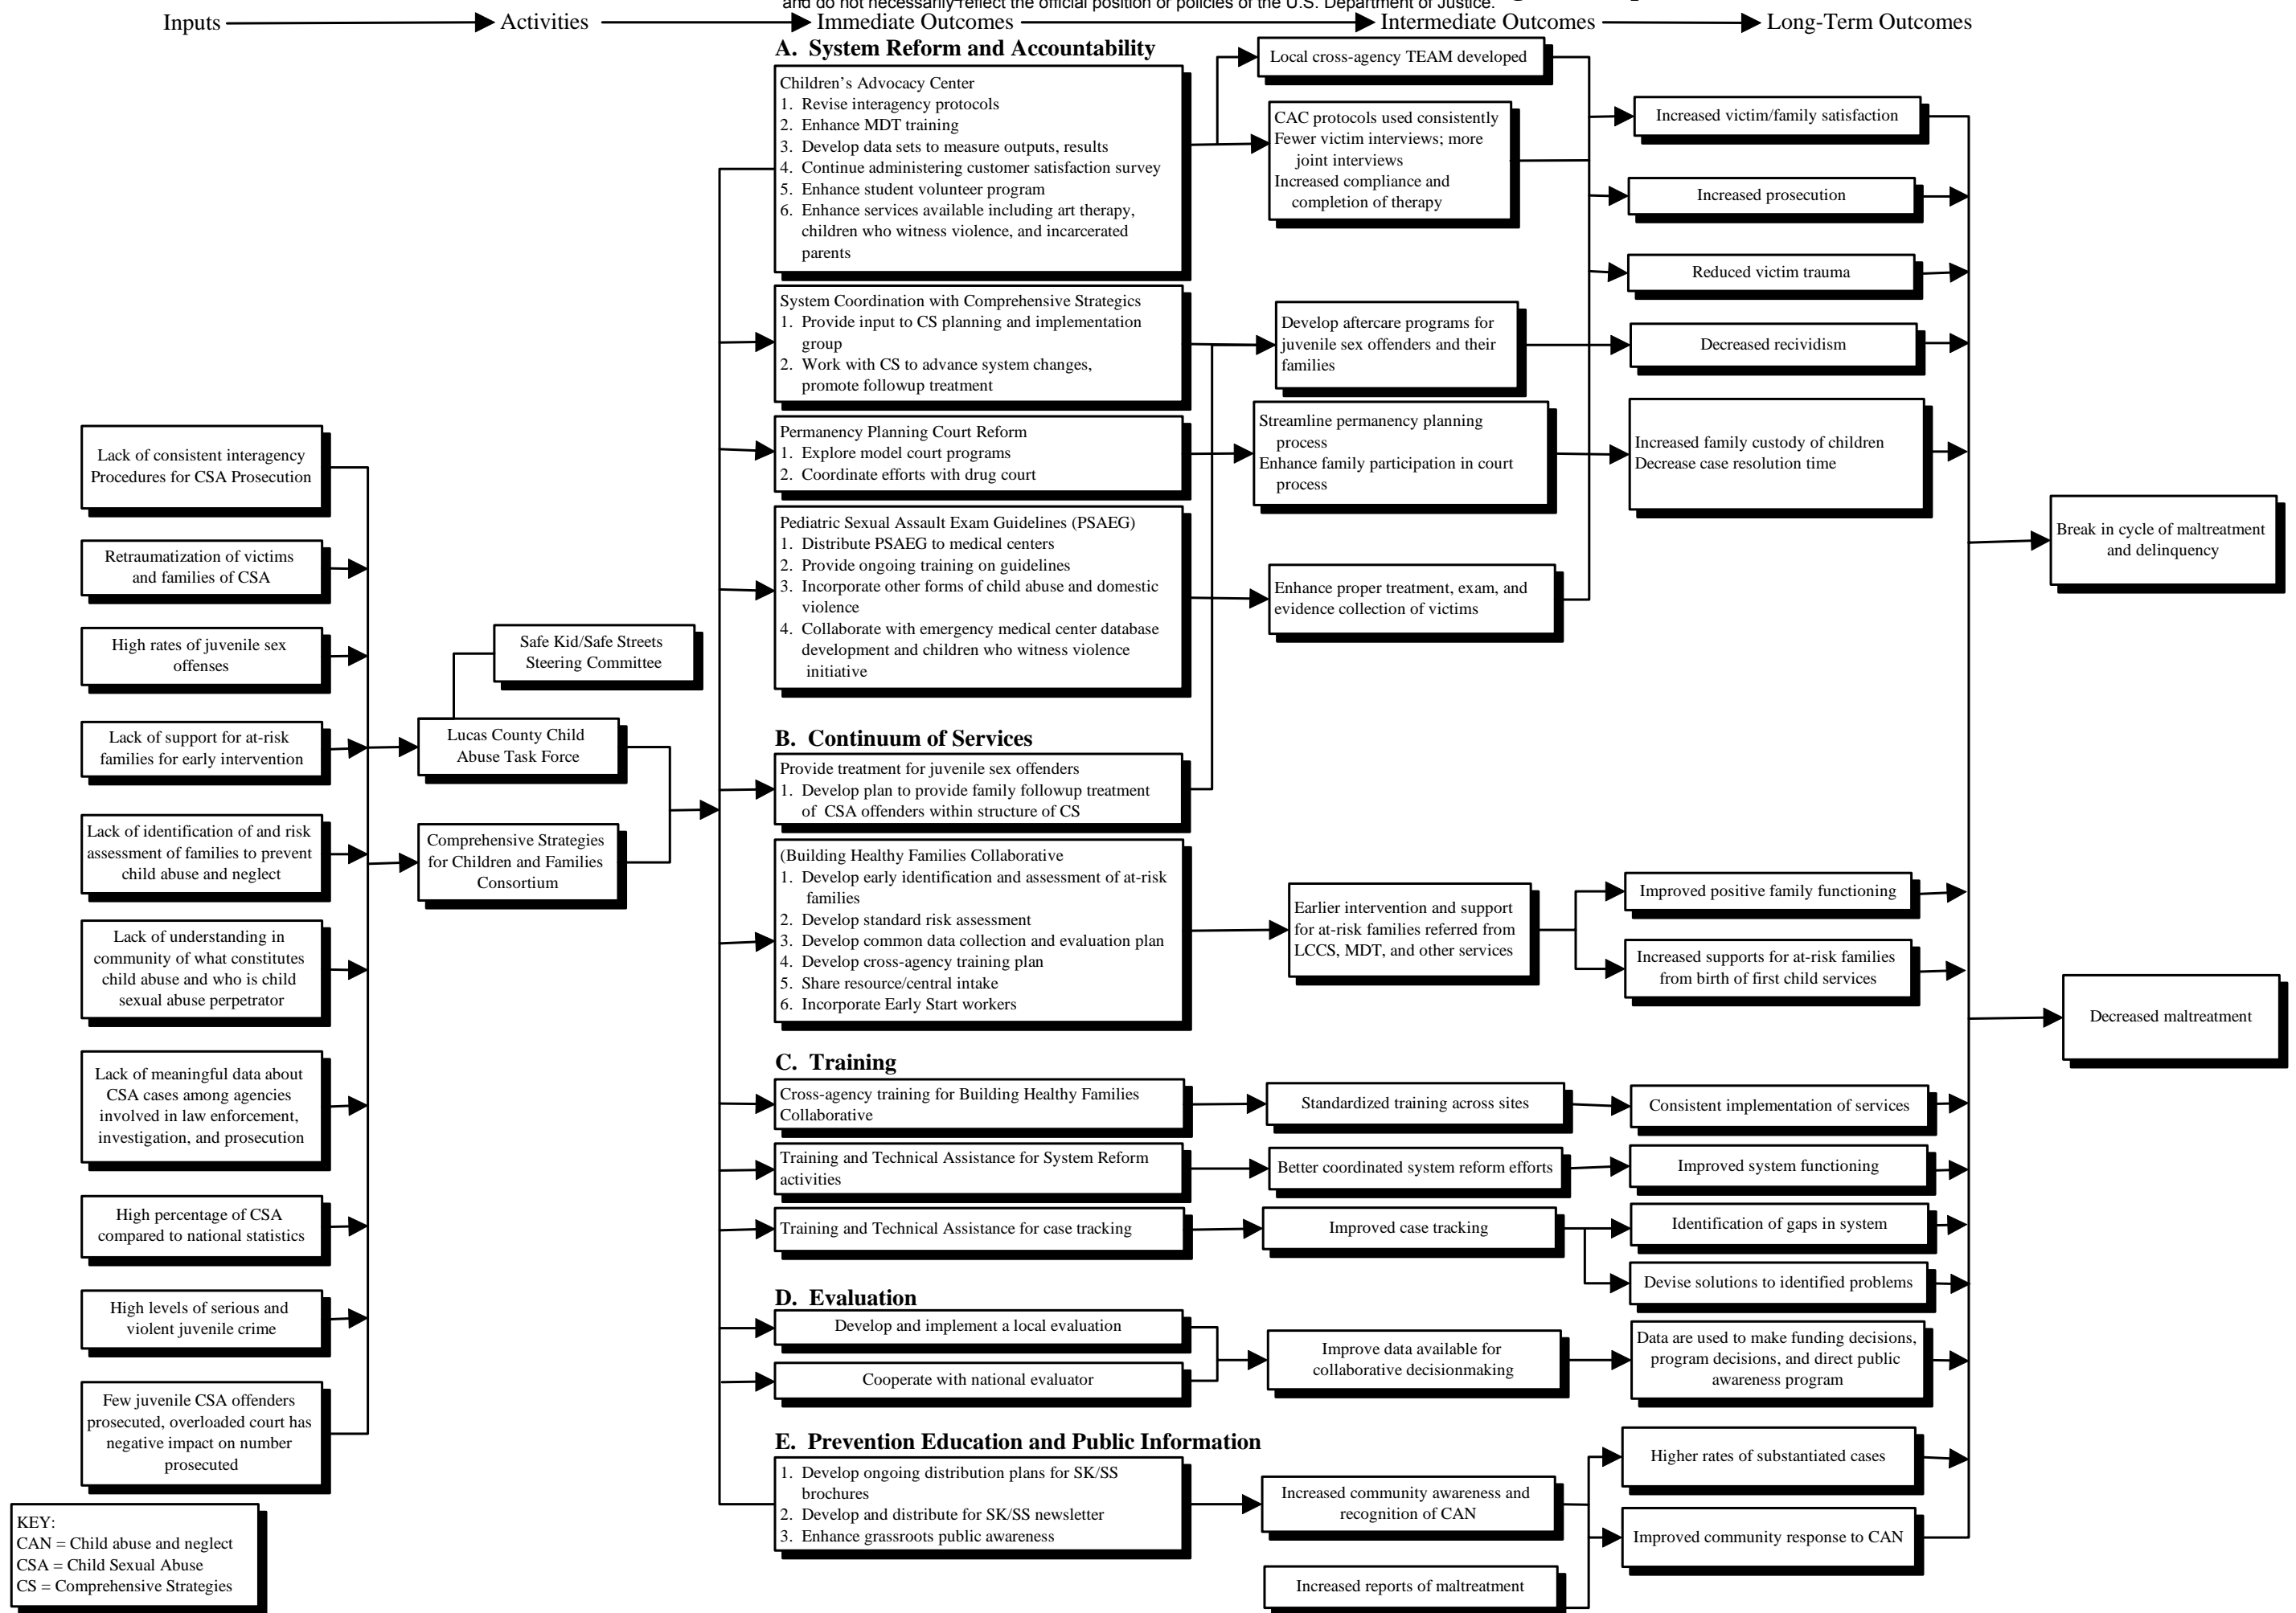 and do not necessarily reflect the official position or policies of the U.S. Department of Justice.
Inputs
Activities
Immediate Outcomes
Intermediate Outcomes
Long-Term Outcomes
Lack of consistent interagency
Procedures for CSA Prosecution
Retraumatization of victims
and families of CSA
High rates of juvenile sex
offenses
Lack of support for at-risk
families for early intervention
Lack of identification of and risk
assessment of families to prevent
child abuse and neglect
Lack of understanding in
community of what constitutes
child abuse and who is child
sexual abuse perpetrator
Lack of meaningful data about
CSA cases among agencies
involved in law enforcement,
investigation, and prosecution
High percentage of CSA
compared to national statistics
High levels of serious and
violent juvenile crime
Few juvenile CSA offenders
prosecuted, overloaded court has
negative impact on number
prosecuted
KEY:
CAN = Child abuse and neglect
CSA = Child Sexual Abuse
CS = Comprehensive Strategies
Safe Kid/Safe Streets
Steering Committee
Lucas County Child
Abuse Task Force
Comprehensive Strategies
for Children and Families
Consortium
A. System Reform and Accountability
Children's Advocacy Center
1. Revise interagency protocols
2. Enhance MDT training
3. Develop data sets to measure outputs, results
4. Continue administering customer satisfaction survey
5. Enhance student volunteer program
6. Enhance services available including art therapy,
children who witness violence, and incarcerated
parents
System Coordination with Comprehensive Strategics
1. Provide input to CS planning and implementation
group
2. Work with CS to advance system changes,
promote followup treatment
Permanency Planning Court Reform
1. Explore model court programs
2. Coordinate efforts with drug court
Pediatric Sexual Assault Exam Guidelines (PSAEG)
1. Distribute PSAEG to medical centers
2. Provide ongoing training on guidelines
3. Incorporate other forms of child abuse and domestic
violence
4. Collaborate with emergency medical center database
development and children who witness violence
initiative
B. Continuum of Services
Provide treatment for juvenile sex offenders
1. Develop plan to provide family followup treatment
of CSA offenders within structure of CS
(Building Healthy Families Collaborative
1. Develop early identification and assessment of at-risk
families
2. Develop standard risk assessment
3. Develop common data collection and evaluation plan
4. Develop cross-agency training plan
5. Share resource/central intake
6. Incorporate Early Start workers
C. Training
Cross-agency training for Building Healthy Families
Collaborative
Training and Technical Assistance for System Reform
activities
Training and Technical Assistance for case tracking
D. Evaluation
Develop and implement a local evaluation
Cooperate with national evaluator
E. Prevention Education and Public Information
1. Develop ongoing distribution plans for SK/SS
brochures
2. Develop and distribute for SK/SS newsletter
3. Enhance grassroots public awareness
Local cross-agency TEAM developed
CAC protocols used consistently
Fewer victim interviews; more
joint interviews
Increased compliance and
completion of therapy
Develop aftercare programs for
juvenile sex offenders and their
families
Streamline permanency planning
process
Enhance family participation in court
process
Enhance proper treatment, exam, and
evidence collection of victims
Earlier intervention and support
for at-risk families referred from
LCCS, MDT, and other services
Standardized training across sites
Better coordinated system reform efforts
Improved case tracking
Improve data available for
collaborative decisionmaking
Increased community awareness and
recognition of CAN
Increased reports of maltreatment
Increased victim/family satisfaction
Increased prosecution
Reduced victim trauma
Decreased recividism
Increased family custody of children
Decrease case resolution time
Improved positive family functioning
Increased supports for at-risk families
from birth of first child services
Consistent implementation of services
Improved system functioning
Identification of gaps in system
Devise solutions to identified problems
Data are used to make funding decisions,
program decisions, and direct public
awareness program
Higher rates of substantiated cases
Improved community response to CAN
Break in cycle of maltreatment
and delinquency
Decreased maltreatment